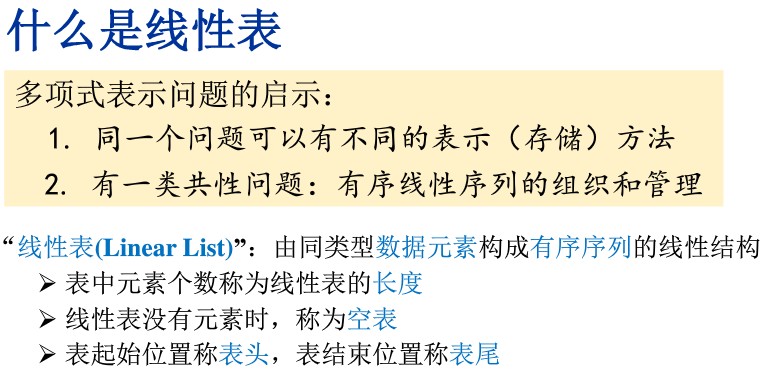 什么是线性表
多项式表示问题的启示：
1. 同一个问题可以有不同的表示（存储）方法
2. 有一类共性问题：有序线性序列的组织和管理
“线性表(Linear List)”：由同类型数据元素构成有序序列的线性结构
➢ 表中元素个数称为线性表的长度
➢ 线性表没有元素时，称为空表
➢ 表起始位置称表头，表结束位置称表尾